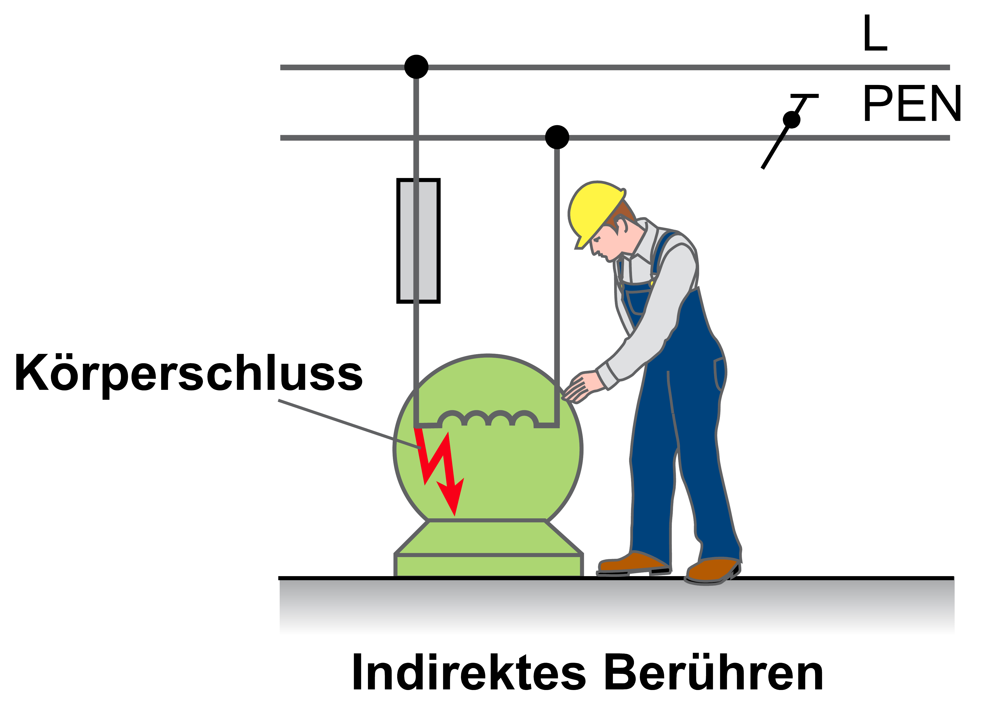 L
PEN
Körperschluss
Indirektes Berühren